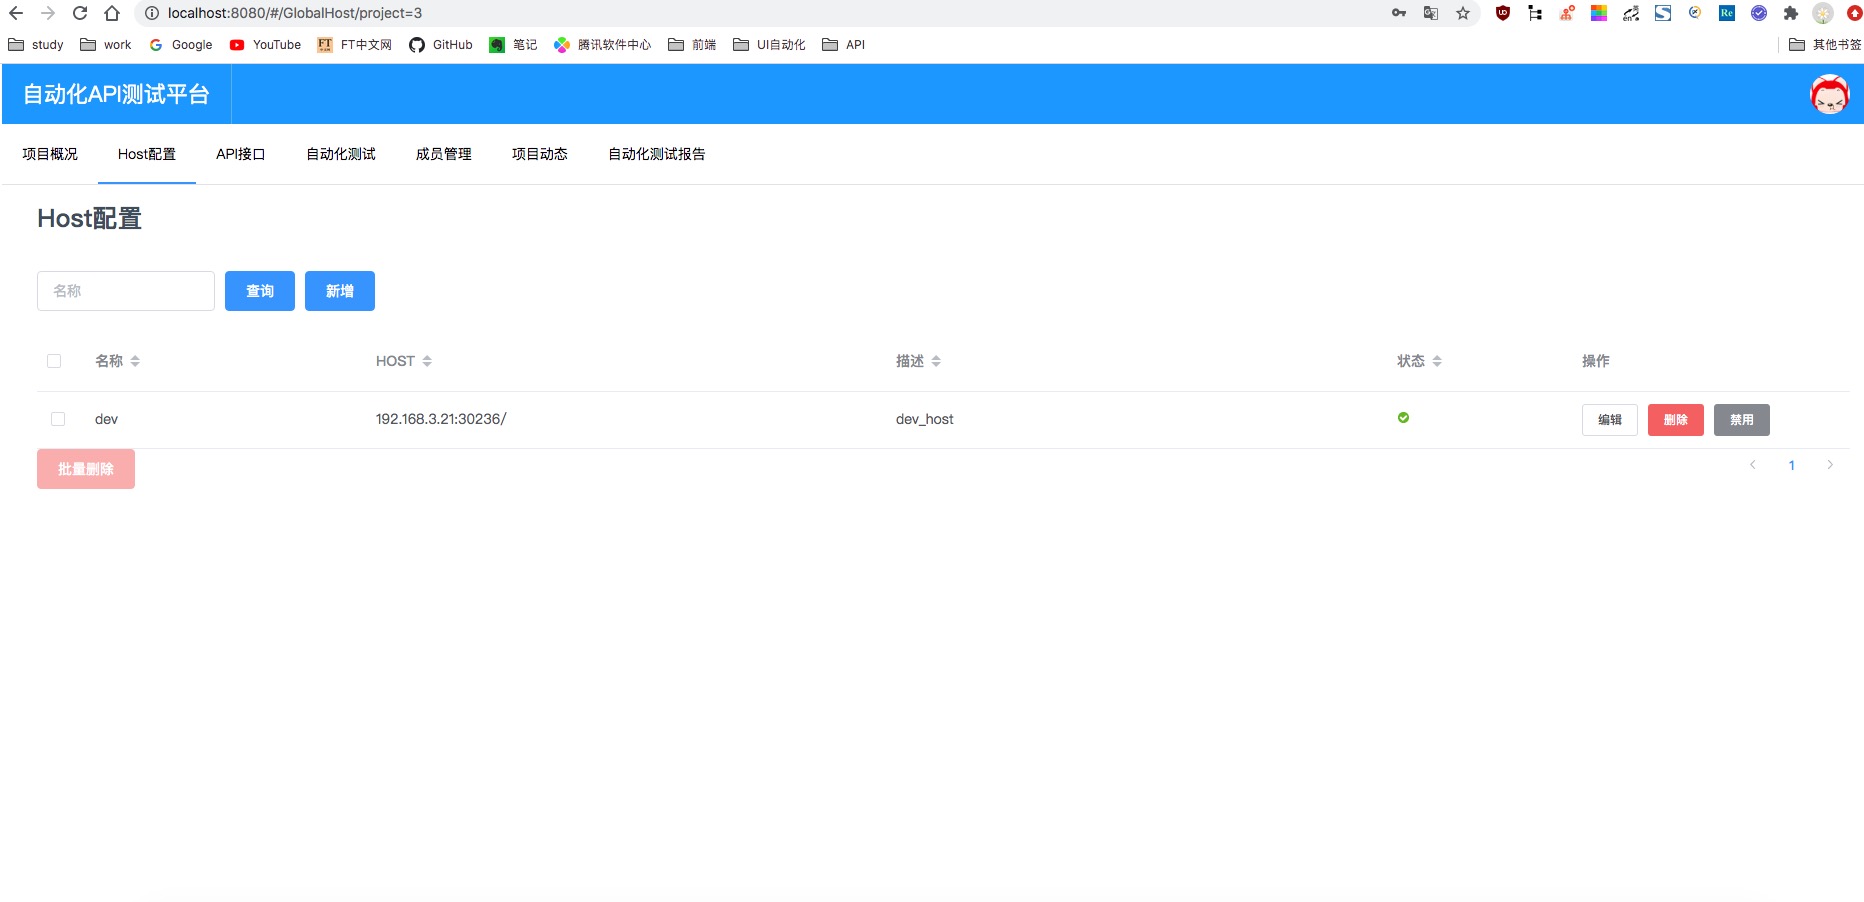 localhost:8080/#/GlobalHost/project=3
study work Google YouTube FT中文网 GitHub 笔记 腾讯软件中心 前端 UI自动化 API 其他书签
自动化API测试平台
项目概况 Host配置 API接口 自动化测试 成员管理 项目动态 自动化测试报告
Host配置
名称 查询 新增
名称 HOST 描述 状态 操作
dev 192.168.3.21:30236/ dev_host 编辑 删除 禁用
批量删除 1